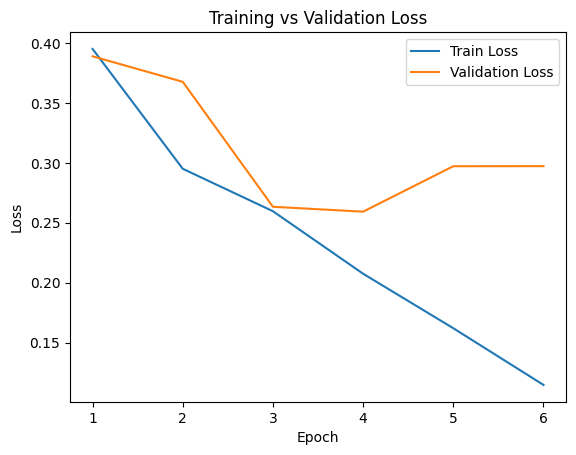 Training vs Validation Loss
Train Loss
Validation Loss
0.40
0.35
0.30
0.25
0.20
0.15
Loss
1 2 3 4 5 6
Epoch